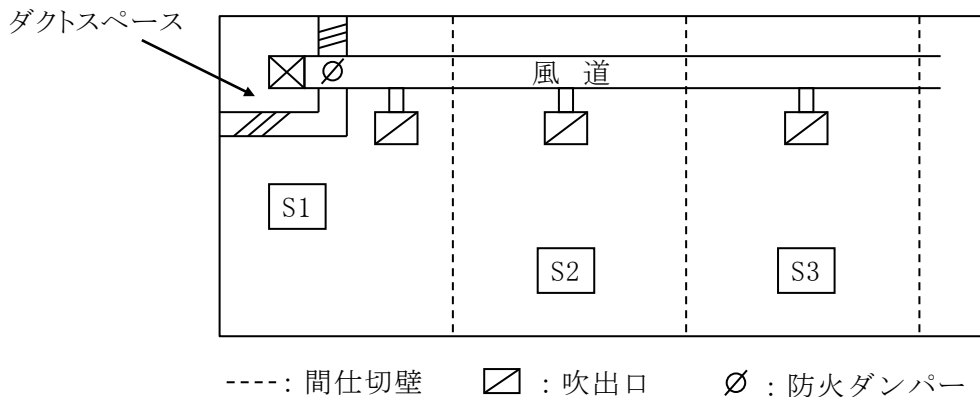 ダクトスペース
風 道
S1
S2
S3
----: 間仕切壁 : 吹出口 : 防火ダンパー